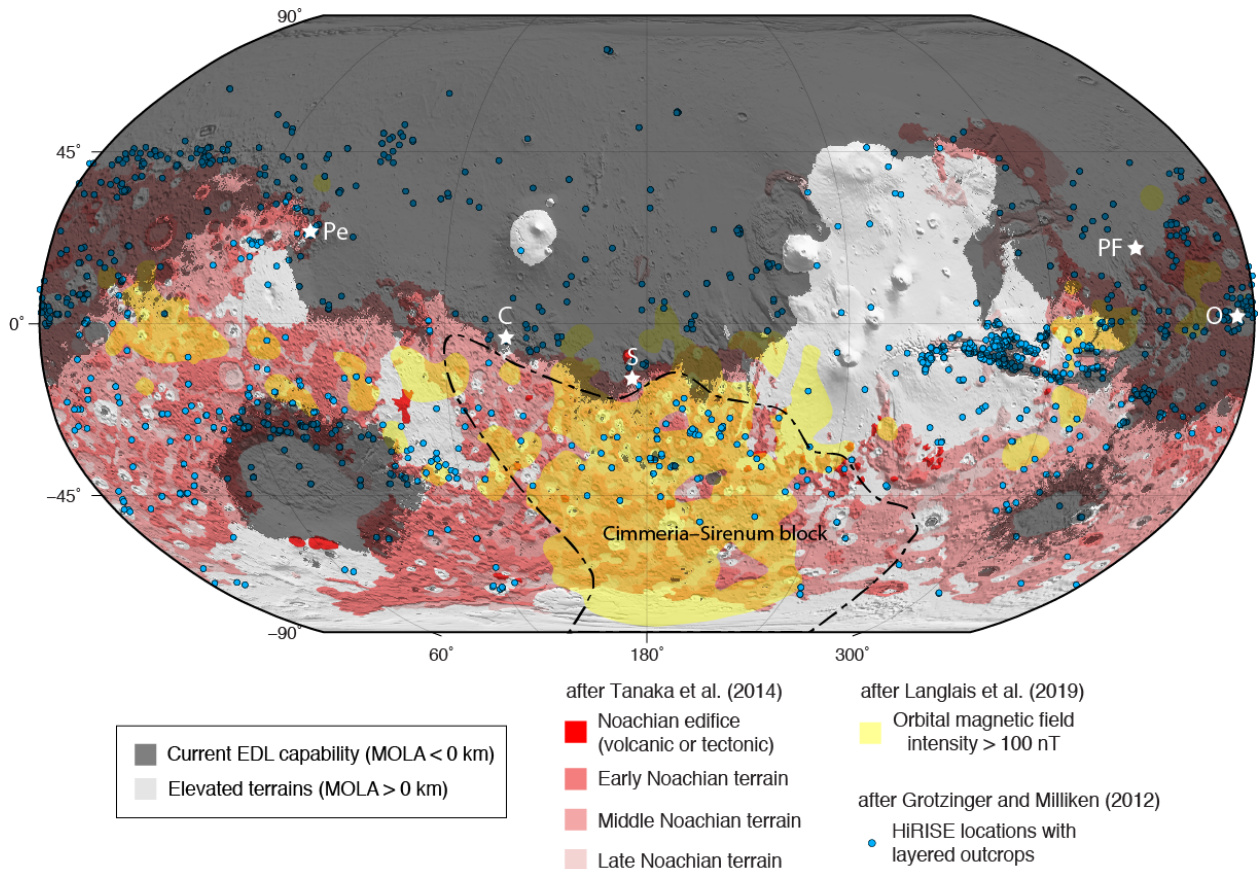 90°
45°
Pe
PF
C
O
0°
S
−45°
Cimmeria–Sirenum block
−90°
60°
180°
300°
after Tanaka et al. (2014)
after Langlais et al. (2019)
Noachian edifice
(volcanic or tectonic)
Orbital magnetic field
intensity > 100 nT
Current EDL capability (MOLA < 0 km)
Elevated terrains (MOLA > 0 km)
Early Noachian terrain
Middle Noachian terrain
Late Noachian terrain
after Grotzinger and Milliken (2012)
HiRISE locations with
layered outcrops